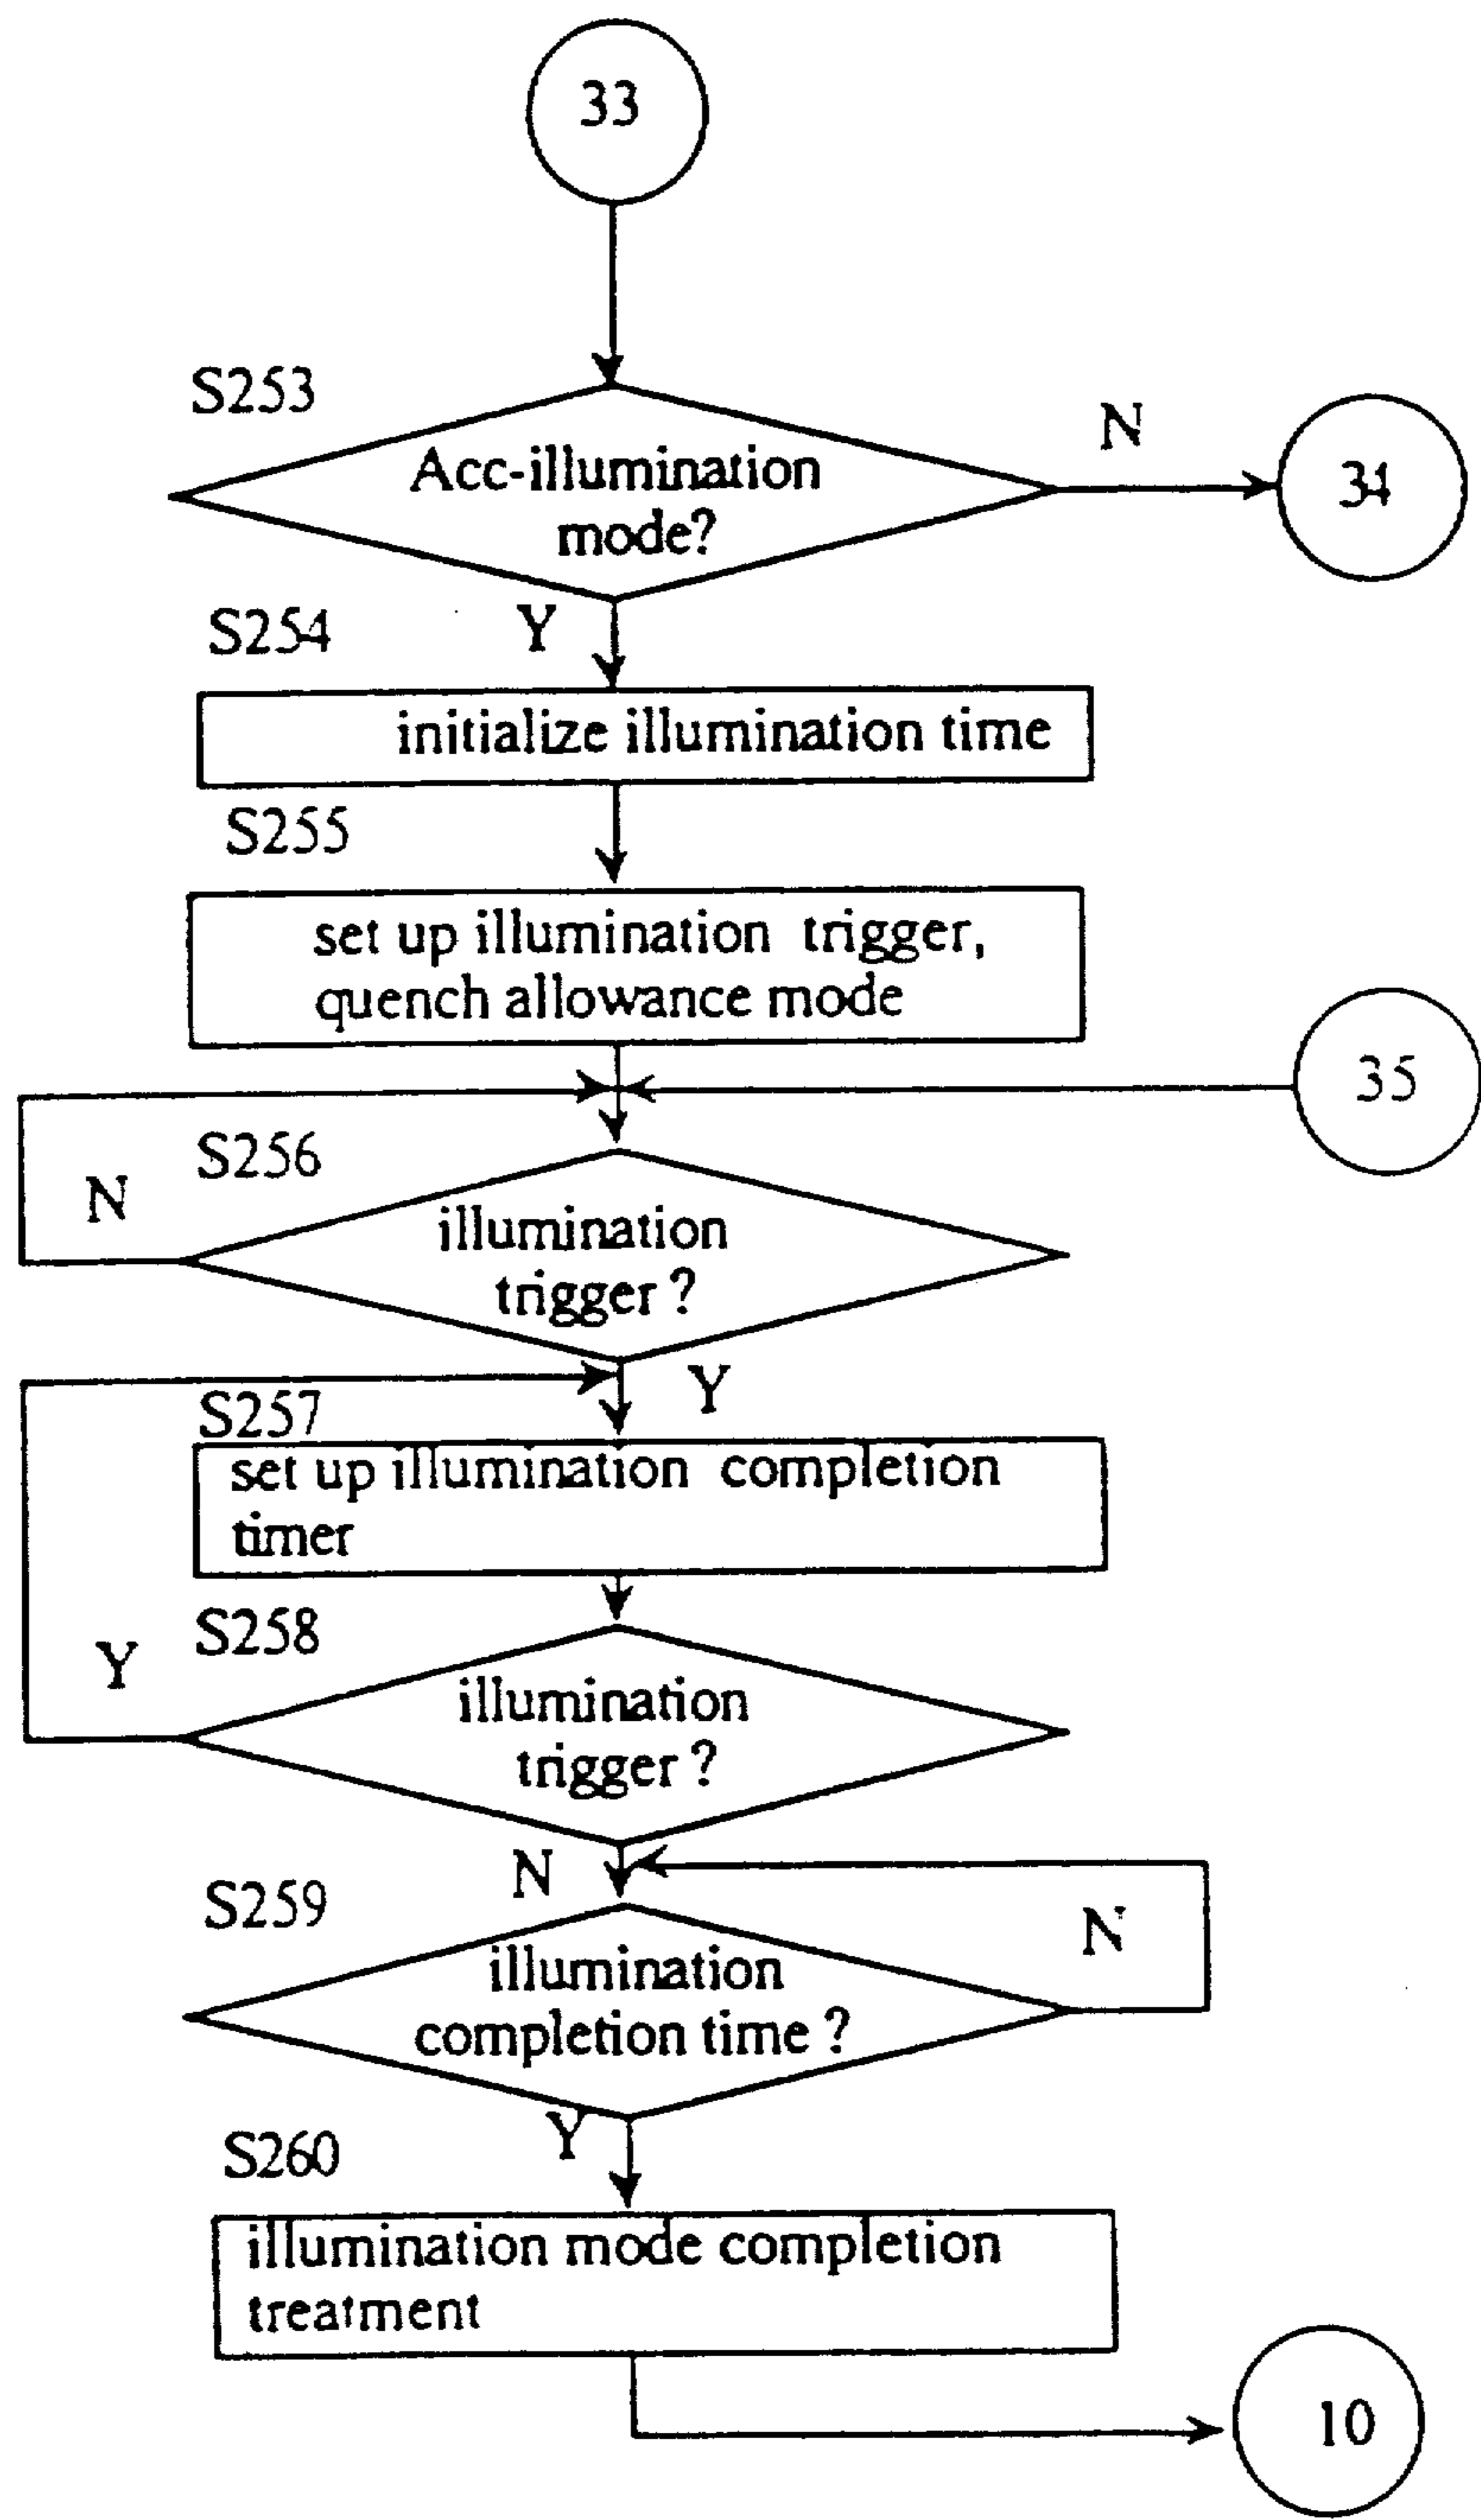 33
S253
Acc-illumination
mode?
N
34
S254
Y
initialize illumination time
S255
set up illumination trigger,
quench allowance mode
35
S256
N
illumination
trigger ?
Y
S257
set up illumination completion
timer
S258
Y
illumination
trigger ?
N
S259
N
illumination
completion time ?
Y
S260
illumination mode completion
treatment
10